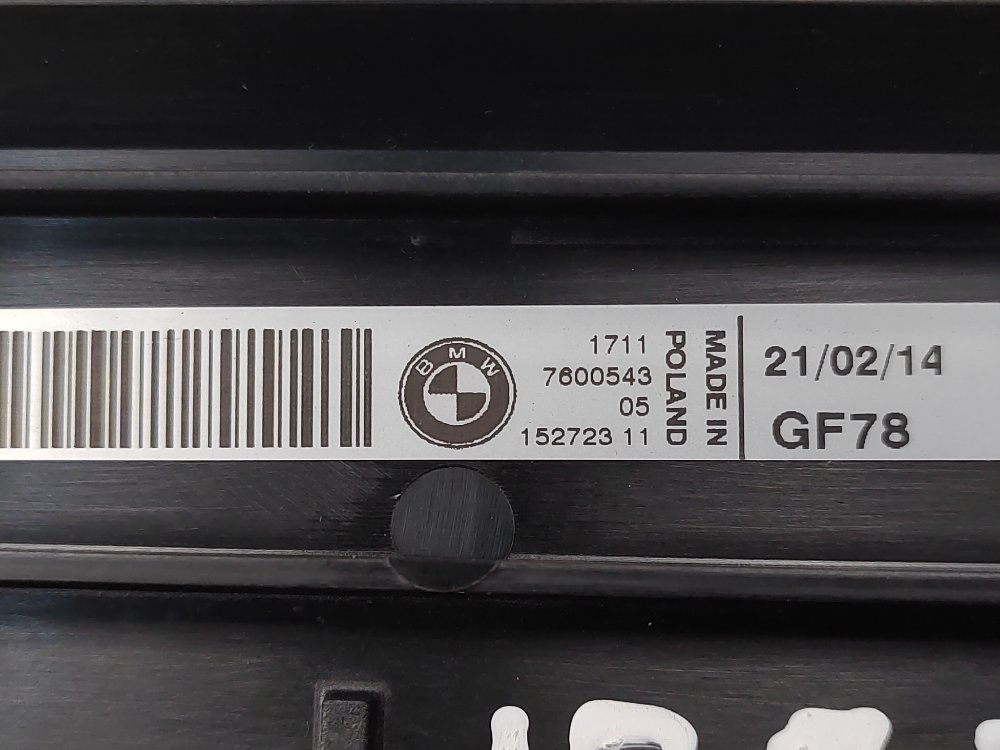 BMW
1711
7600543
05
152723 11
MADE IN
POLAND
21/02/14
GF78